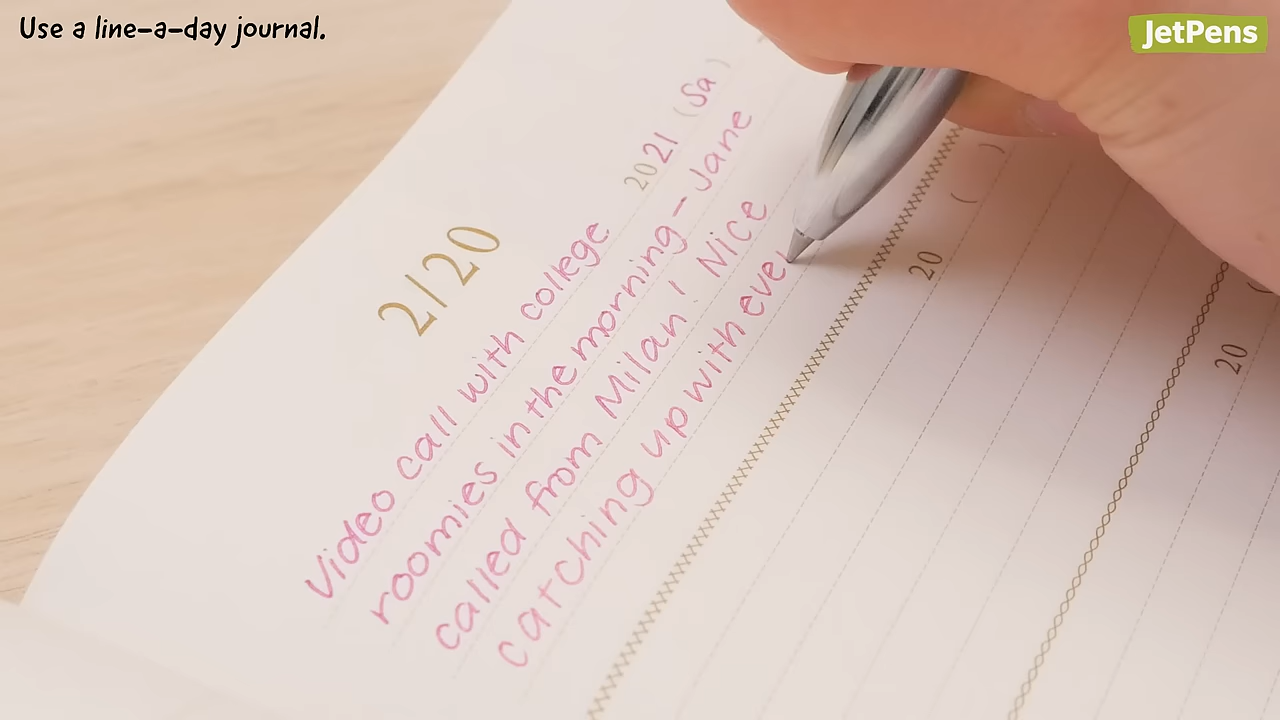 Use a line-a-day journal.
JetPens
2/20
2021 (Sa)
Video call with college
roomies in the morning – Jane
called from Milan! Nice
catching up with eve
20 ( )
20 (